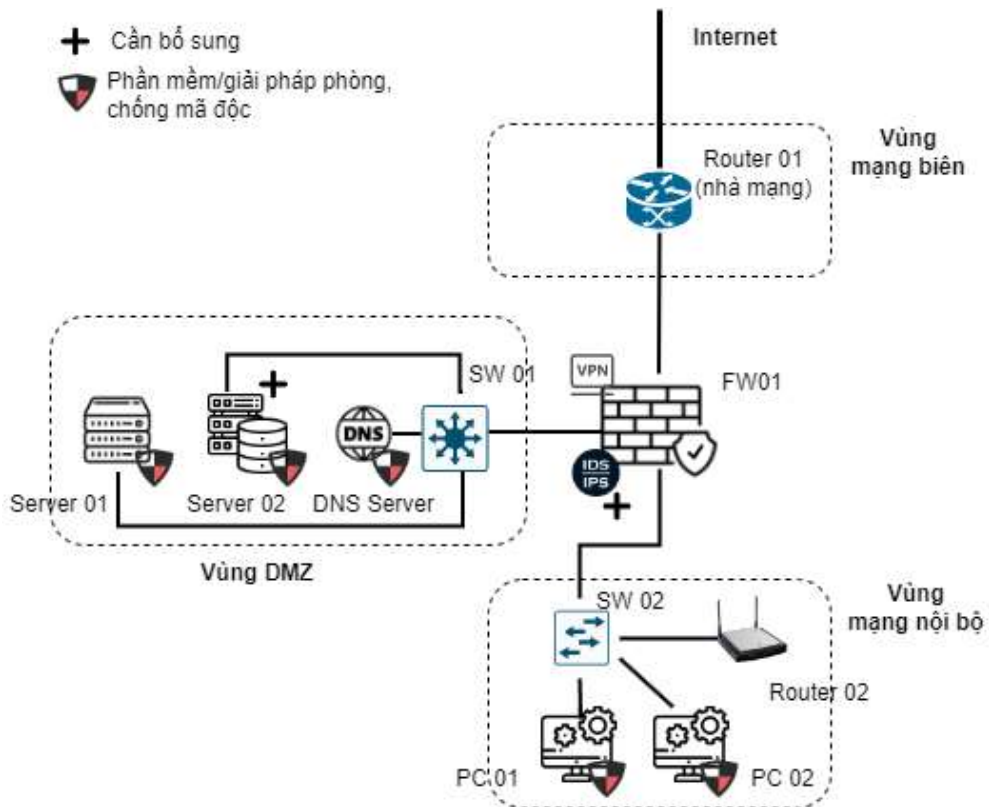 Cần bổ sung
Phần mềm/giải pháp phòng,
chống mã độc
Internet
Vùng
mạng biên
Router 01
(nhà mạng)
SW 01
VPN
FW01
DNS
IDS
IPS
Server 01
Server 02
DNS Server
Vùng DMZ
SW 02
Vùng
mạng nội bộ
Router 02
PC 01
PC 02